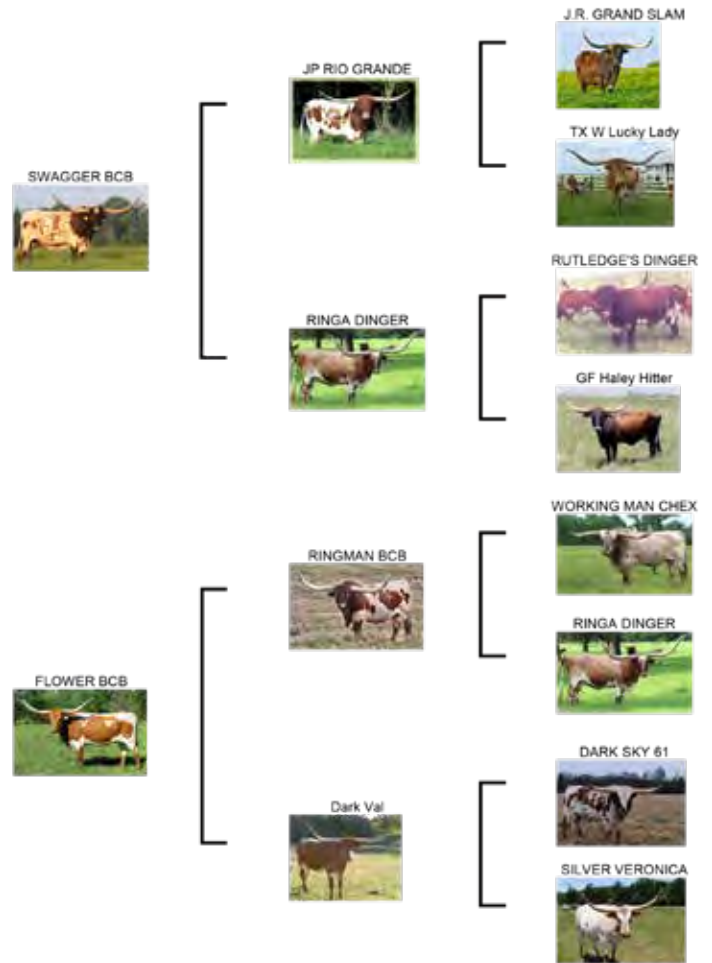 J.R. GRAND SLAM
JP RIO GRANDE
TX W Lucky Lady
SWAGGER BCB
RUTLEDGE'S DINGER
RINGA DINGER
GF Haley Hitter
WORKING MAN CHEX
RINGMAN BCB
RINGA DINGER
FLOWER BCB
DARK SKY 61
Dark Val
SILVER VERONICA